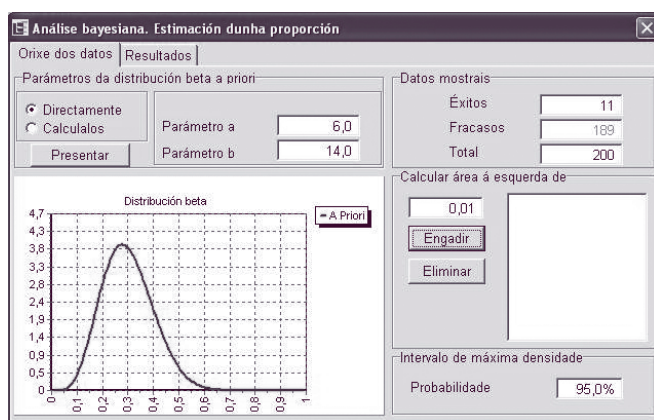 Análise bayesiana. Estimación dunha proporción
Orixe dos datos
Resultados
Parámetros da distribución beta a priori
Directamente
Calculalos
Presentar
Parámetro a
6,0
Parámetro b
14,0
Datos mostrais
Éxitos
11
Fracasos
189
Total
200
Distribución beta
A Priori
4,7
4,3
3,8
3,3
2,8
2,4
1,9
1,4
0,9
0,5
0
0
0,1
0,2
0,3
0,4
0,5
0,6
0,7
0,8
0,9
1
Calcular área á esquerda de
0,01
Engadir
Eliminar
Intervalo de máxima densidade
Probabilidade
95,0%